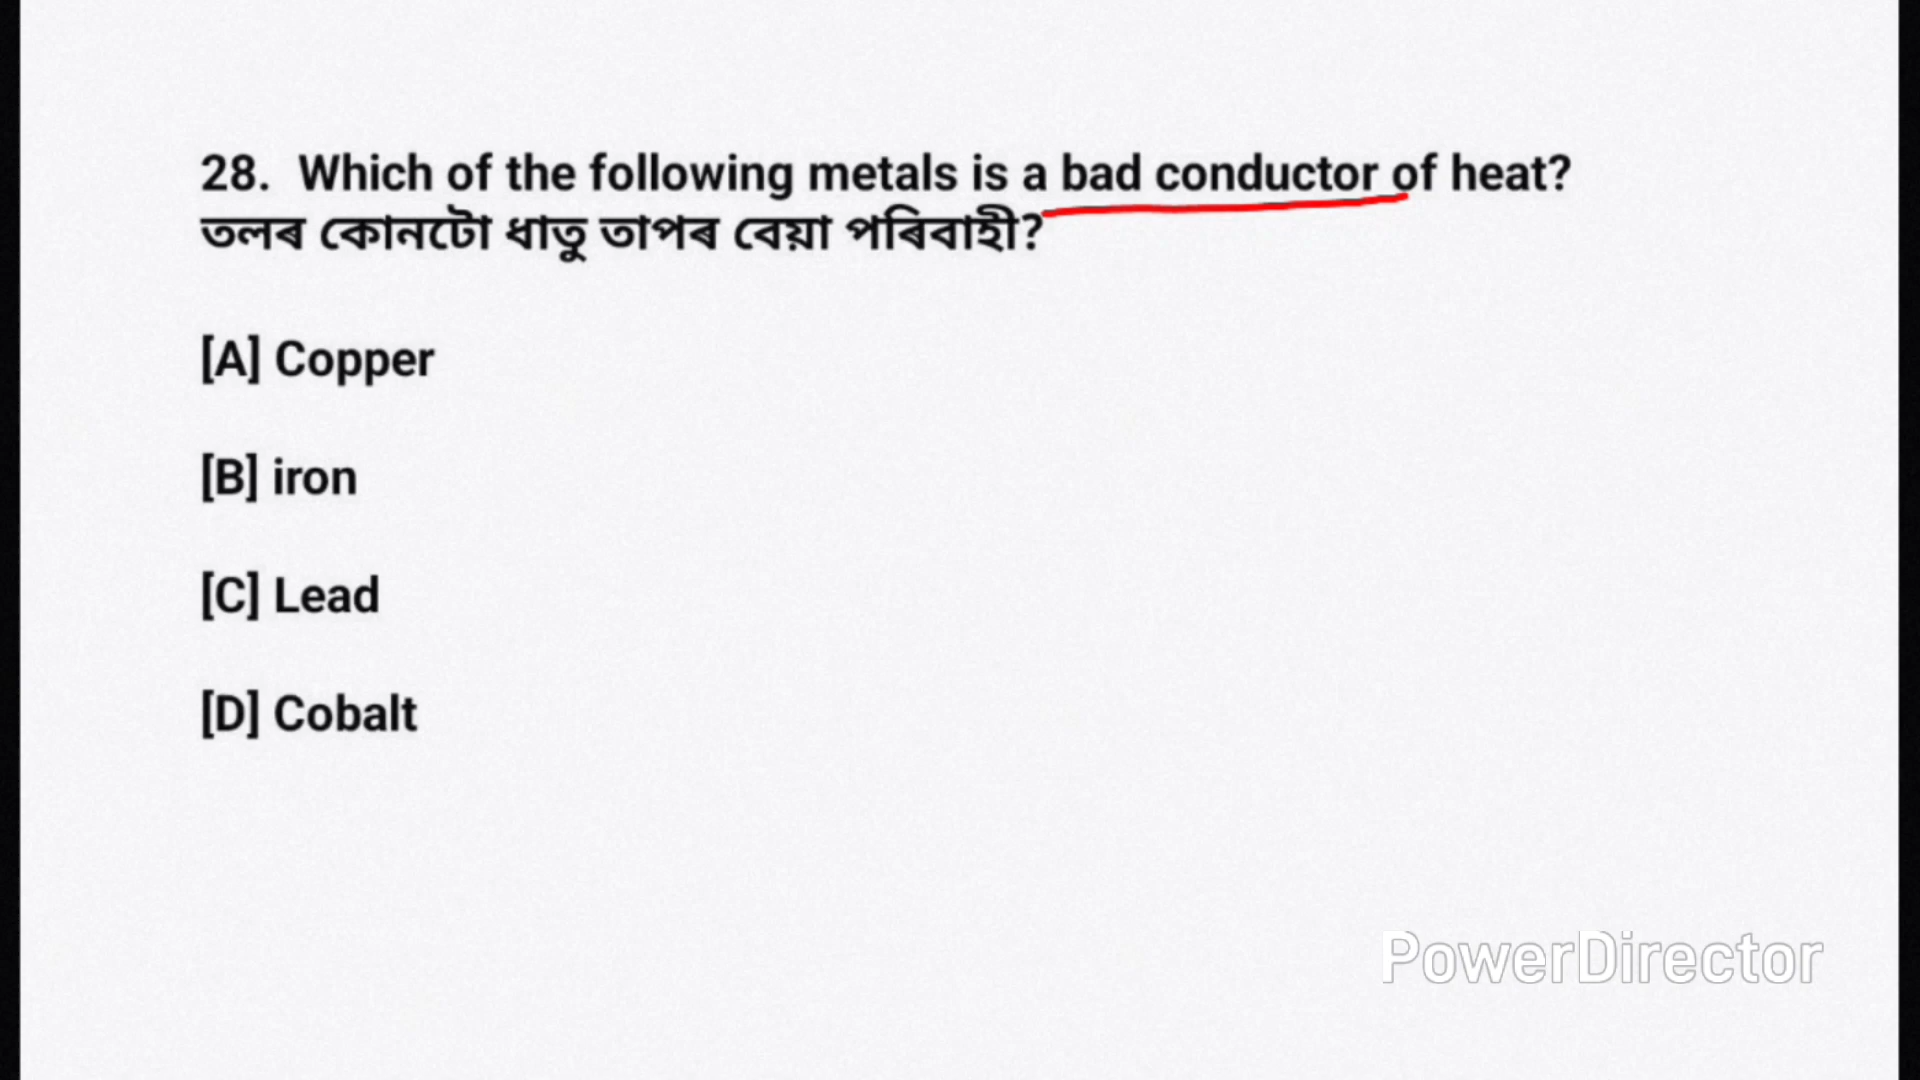 28. Which of the following metals is a bad conductor of heat?
তলৰ কোনটো ধাতু তাপৰ বেয়া পৰিবাহী?
[A] Copper
[B] iron
[C] Lead
[D] Cobalt
PowerDirector